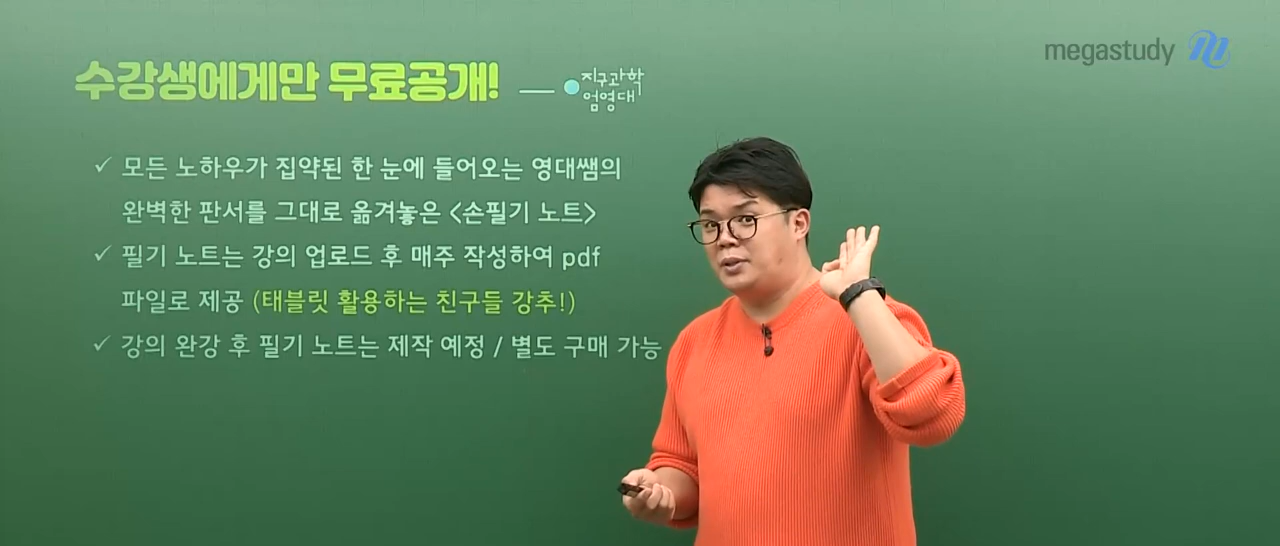 megastudy
수강생에게만 무료공개!
지구과학
엄영대
✓ 모든 노하우가 집약된 한 눈에 들어오는 영대쌤의
완벽한 판서를 그대로 옮겨놓은 <손필기 노트>
✓ 필기 노트는 강의 업로드 후 매주 작성하여 pdf
파일로 제공 (태블릿 활용하는 친구들 강추!)
✓ 강의 완강 후 필기 노트는 제작 예정 / 별도 구매 가능